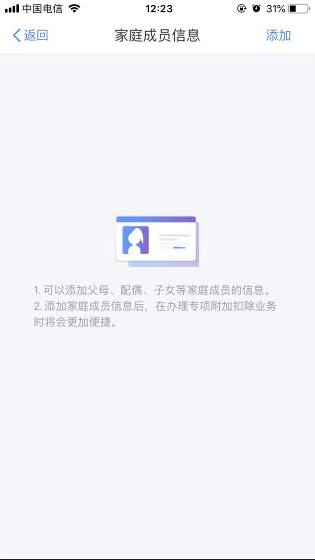 中国电信 12:23 31%
返回 家庭成员信息 添加
1. 可以添加父母、配偶、子女等家庭成员的信息。
2. 添加家庭成员信息后，在办理专项附加扣除业务
时将会更加便捷。